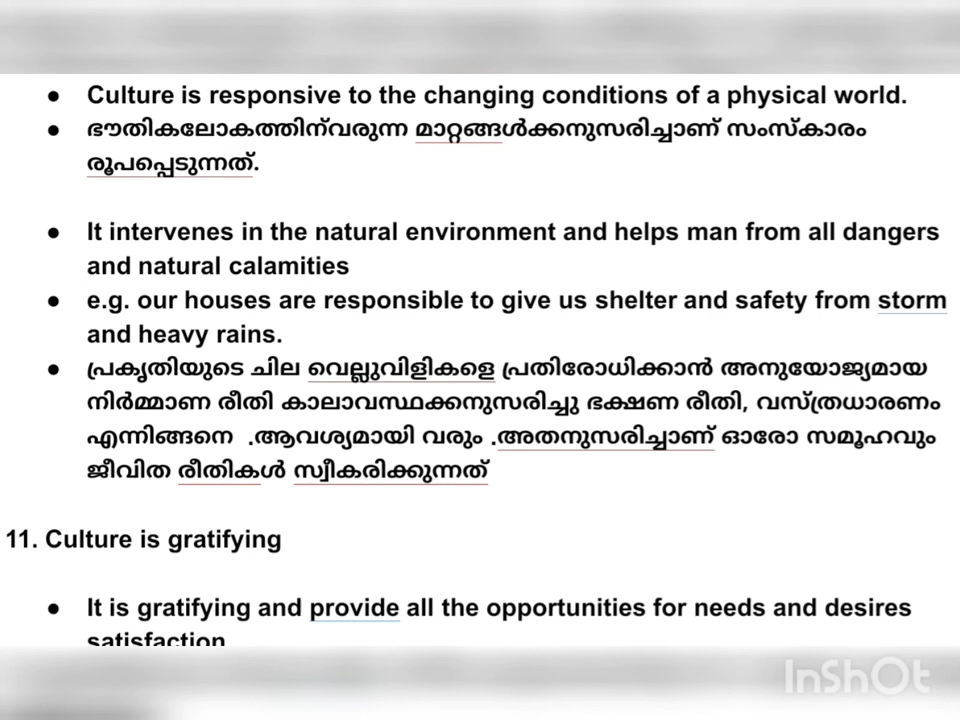 • Culture is responsive to the changing conditions of a physical world.
• ഭൗതികലോകത്തിന്‌വരുന്ന മാറ്റങ്ങൾക്കനുസരിച്ചാണ് സംസ്കാരം
രൂപപ്പെടുന്നത്.
• It intervenes in the natural environment and helps man from all dangers
and natural calamities
• e.g. our houses are responsible to give us shelter and safety from storm
and heavy rains.
• പ്രകൃതിയുടെ ചില വെല്ലുവിളികളെ പ്രതിരോധിക്കാൻ അനുയോജ്യമായ
നിർമ്മാണ രീതി കാലാവസ്ഥക്കനുസരിച്ചു ഭക്ഷണ രീതി, വസ്ത്രധാരണം
എന്നിങ്ങനെ .ആവശ്യമായി വരും .അതനുസരിച്ചാണ് ഓരോ സമൂഹവും
ജീവിത രീതികൾ സ്വീകരിക്കുന്നത്
11. Culture is gratifying
• It is gratifying and provide all the opportunities for needs and desires
satisfaction
InShOt